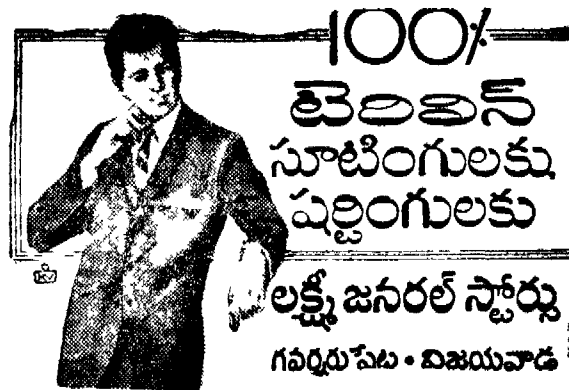 100%
టెరివిన్
సూటింగులకు
షర్టింగులకు
లక్ష్మీ జనరల్ స్టోర్సు
గవర్నరుపేట • విజయవాడ